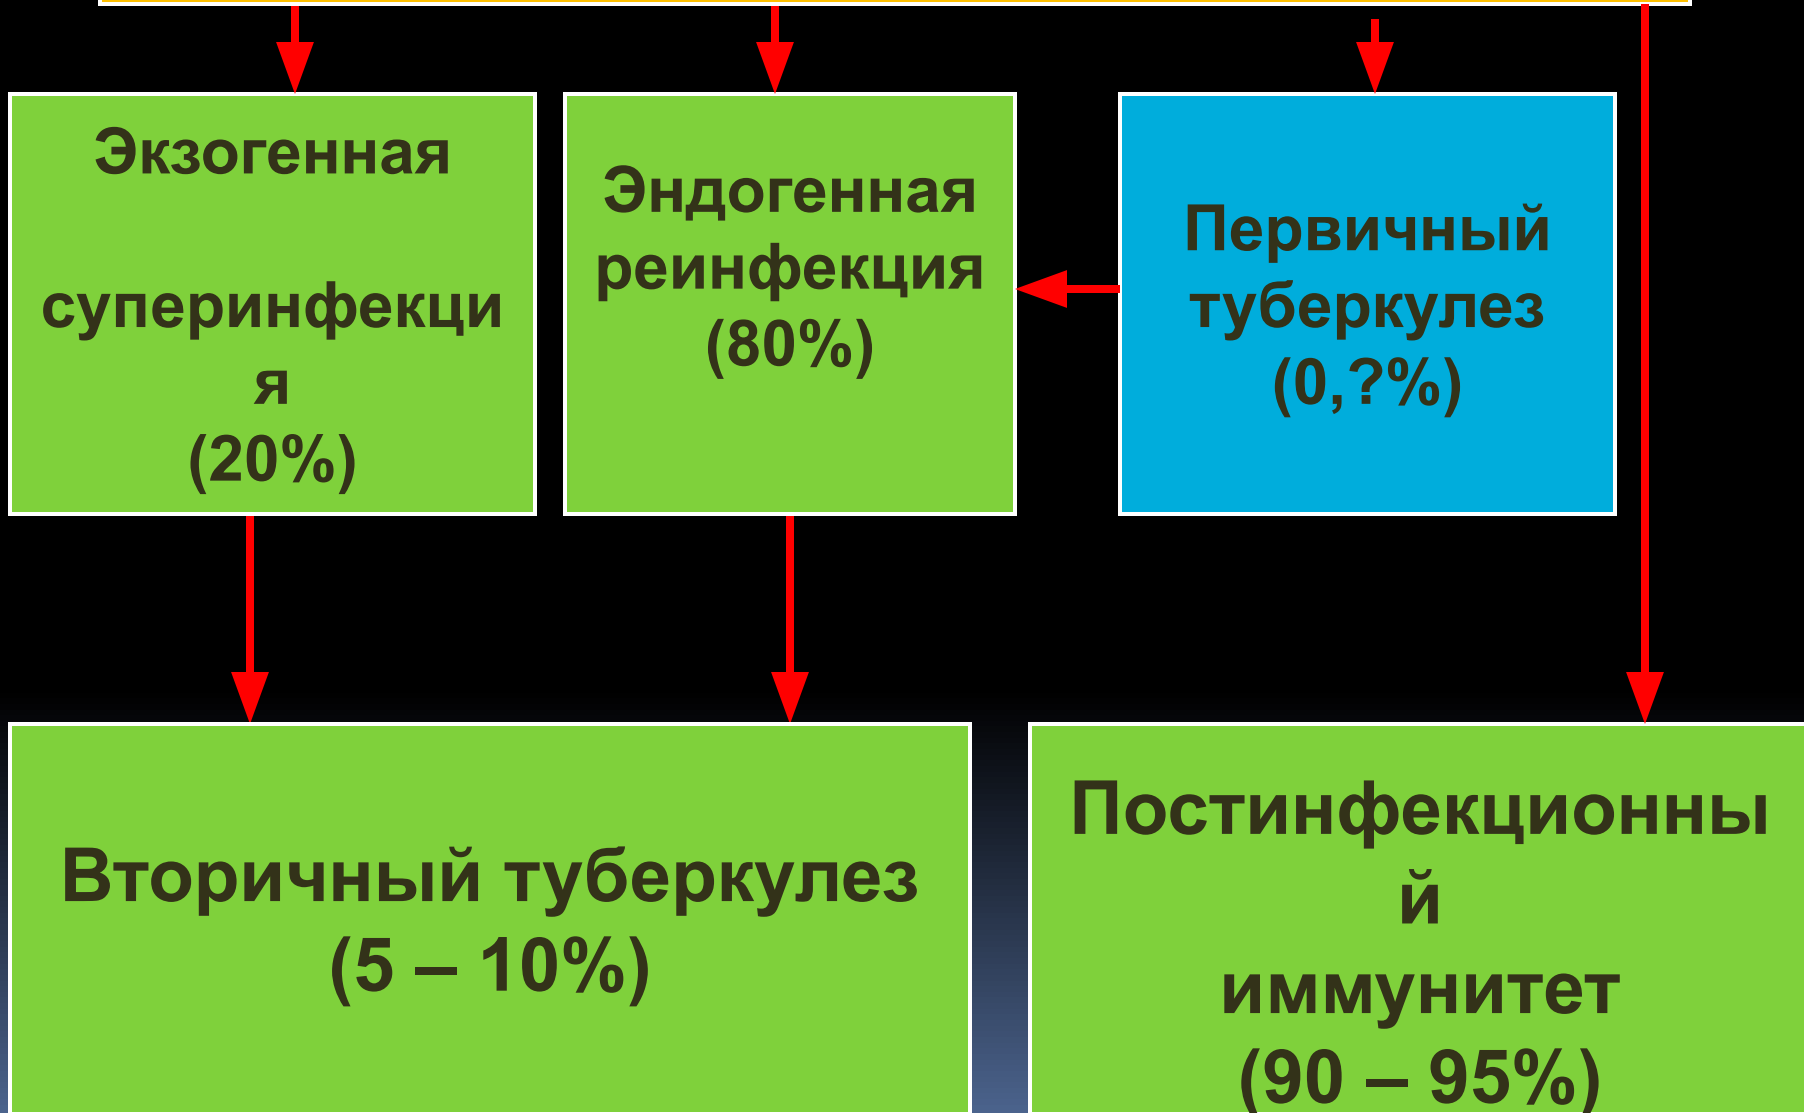 Экзогенная
суперинфекци
я
(20%)
Эндогенная
реинфекция
(80%)
Первичный
туберкулез
(0,?%)
Вторичный туберкулез
(5 – 10%)
Постинфекционны
й
иммунитет
(90 – 95%)